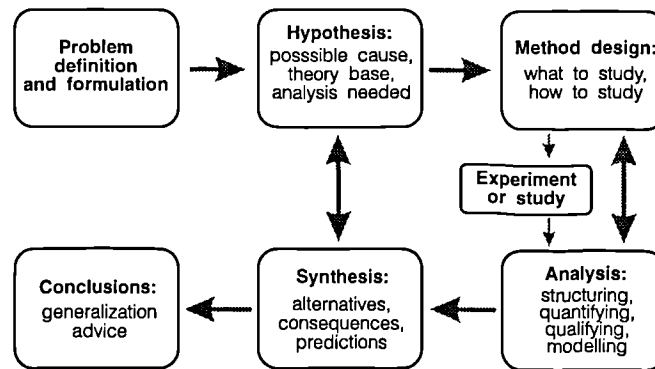 Problem
definition
and formulation
Hypothesis:
posssible cause,
theory base,
analysis needed
Method design:
what to study,
how to study
Experiment
or study
Analysis:
structuring,
quantifying,
qualifying,
modelling
Synthesis:
alternatives,
consequences,
predictions
Conclusions:
generalization
advice